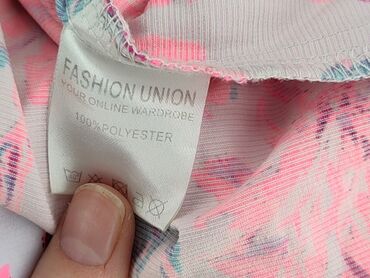 FASHION UNION
YOUR ONLINE WARDROBE
100%POLYESTER